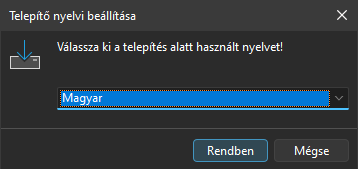 Telepítő nyelvi beállítása
Válassza ki a telepítés alatt használt nyelvet!
Magyar
Rendben
Mégse